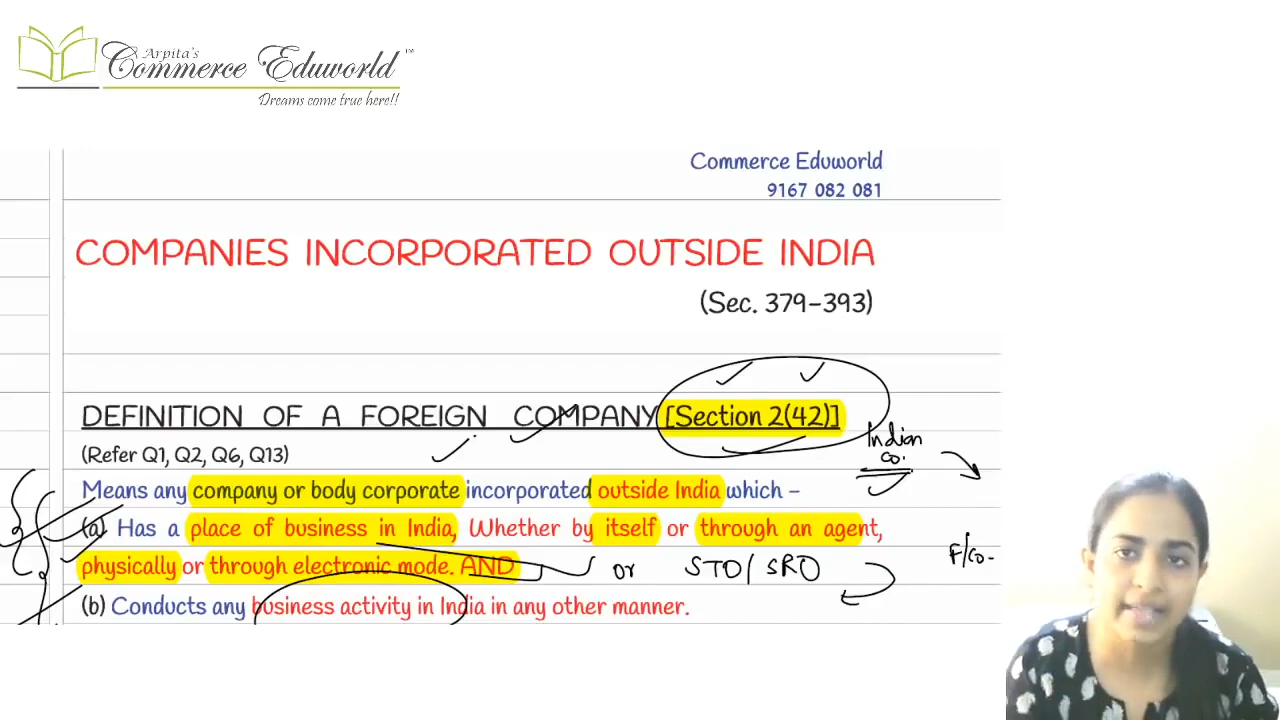 Arpita's
Commerce Eduworld™
Dreams come true here!!
Commerce Eduworld
9167 082 081
COMPANIES INCORPORATED OUTSIDE INDIA
(Sec. 379-393)
DEFINITION OF A FOREIGN COMPANY [Section 2(42)]
(Refer Q1, Q2, Q6, Q13)
Indian
co.
Means any company or body corporate incorporated outside India which –
(a) Has a place of business in India, Whether by itself or through an agent,
physically or through electronic mode. AND
or STO/SRO
F/co-
(b) Conducts any business activity in India in any other manner.